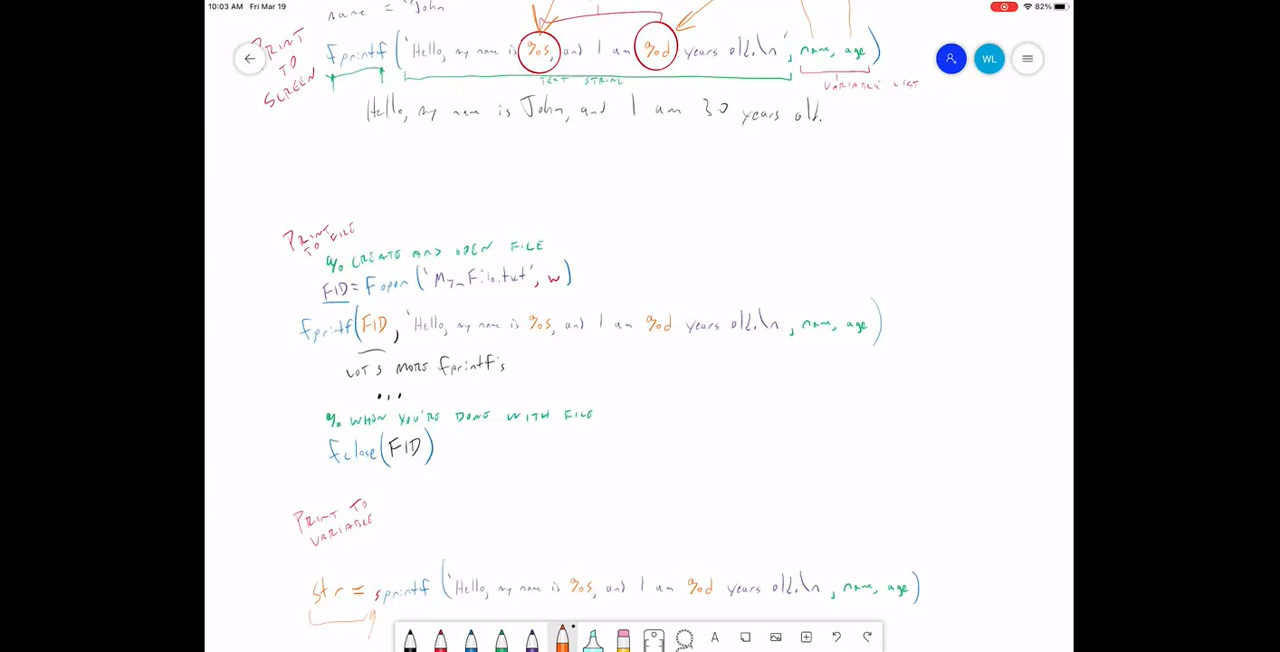 10:03 AM Fri Mar 19
82%
name = 'John
PRINT TO SCREEN
fprintf('Hello, my name is %s, and I am %d years old.\n', name, age)
TEXT STRING
VARIABLE LIST
WL
Hello, my name is John, and I am 30 years old.
PRINT TO FILE
% CREATE AND OPEN FILE
FID = fopen('My_File.txt', w)
fprintf(FID, 'Hello, my name is %s, and I am %d years old.\n , name, age)
LOTS MORE fprintf's
...
% WHEN YOU'RE DONE WITH FILE
fclose(FID)
PRINT TO VARIABLE
str = sprintf('Hello, my name is %s, and I am %d years old.\n , name, age)
A